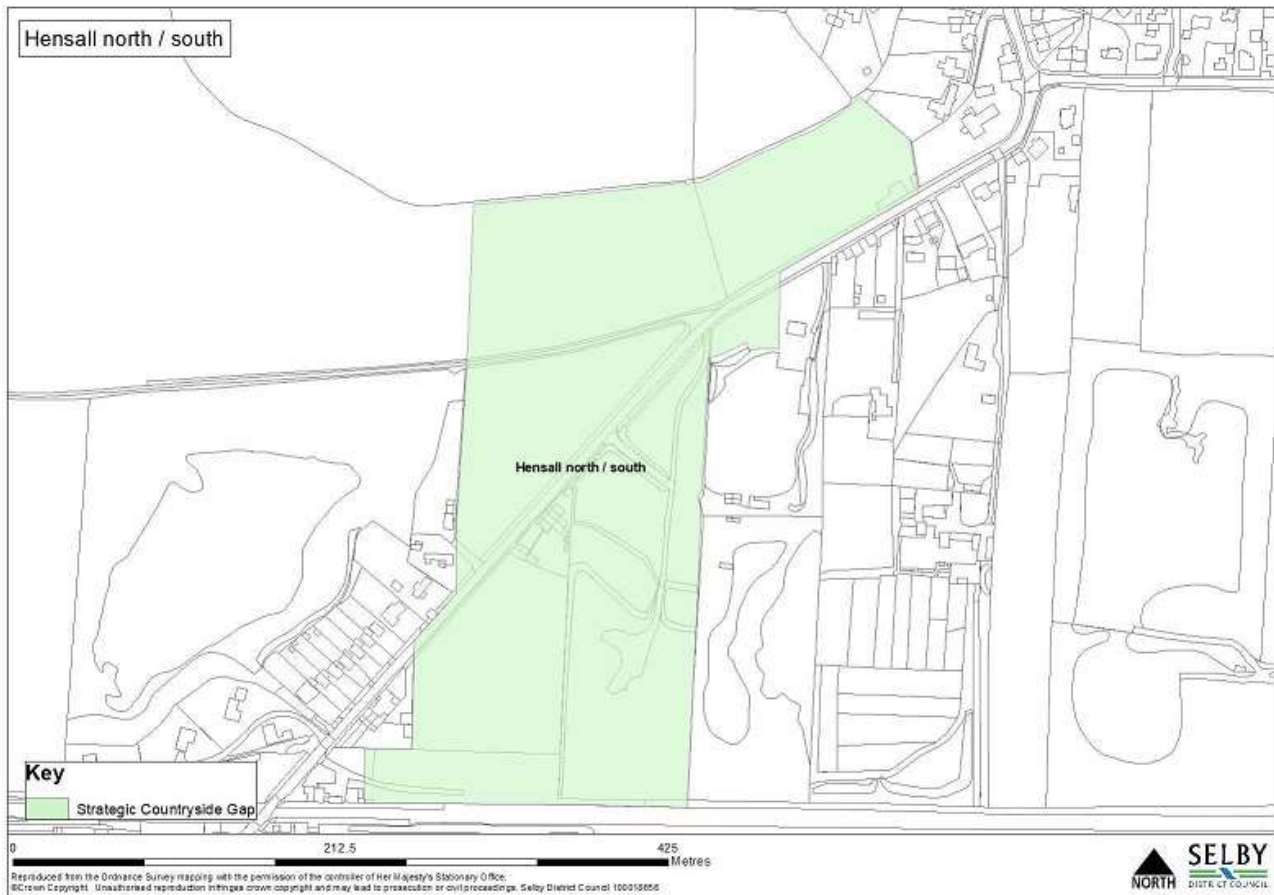 Hensall north / south
Hensall north / south
Key
Strategic Countryside Gap
0 212.5 425
Metres
Reproduced from the Ordnance Survey mapping with the permission of the controller of Her Majesty's Stationary Office.
©Crown Copyright. Unauthorised reproduction infringes crown copyright and may lead to prosecution or civil proceedings. Selby District Council 100018656
NORTH
SELBY
DISTRICT COUNCIL